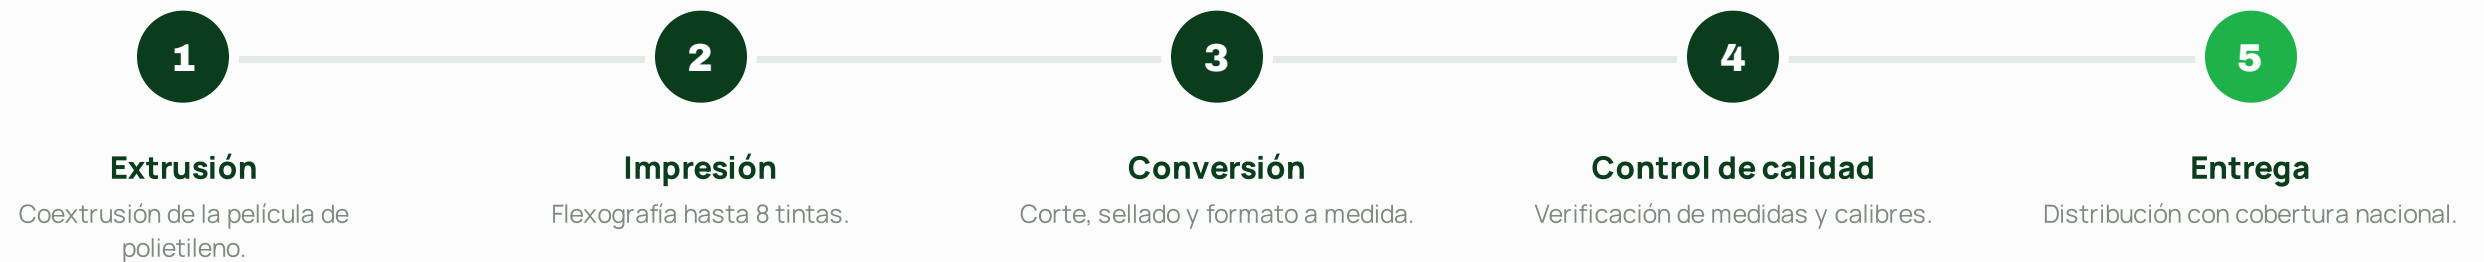 1
2
3
4
5
Extrusión
Coextrusión de la película de
polietileno.
Impresión
Flexografía hasta 8 tintas.
Conversión
Corte, sellado y formato a medida.
Control de calidad
Verificación de medidas y calibres.
Entrega
Distribución con cobertura nacional.